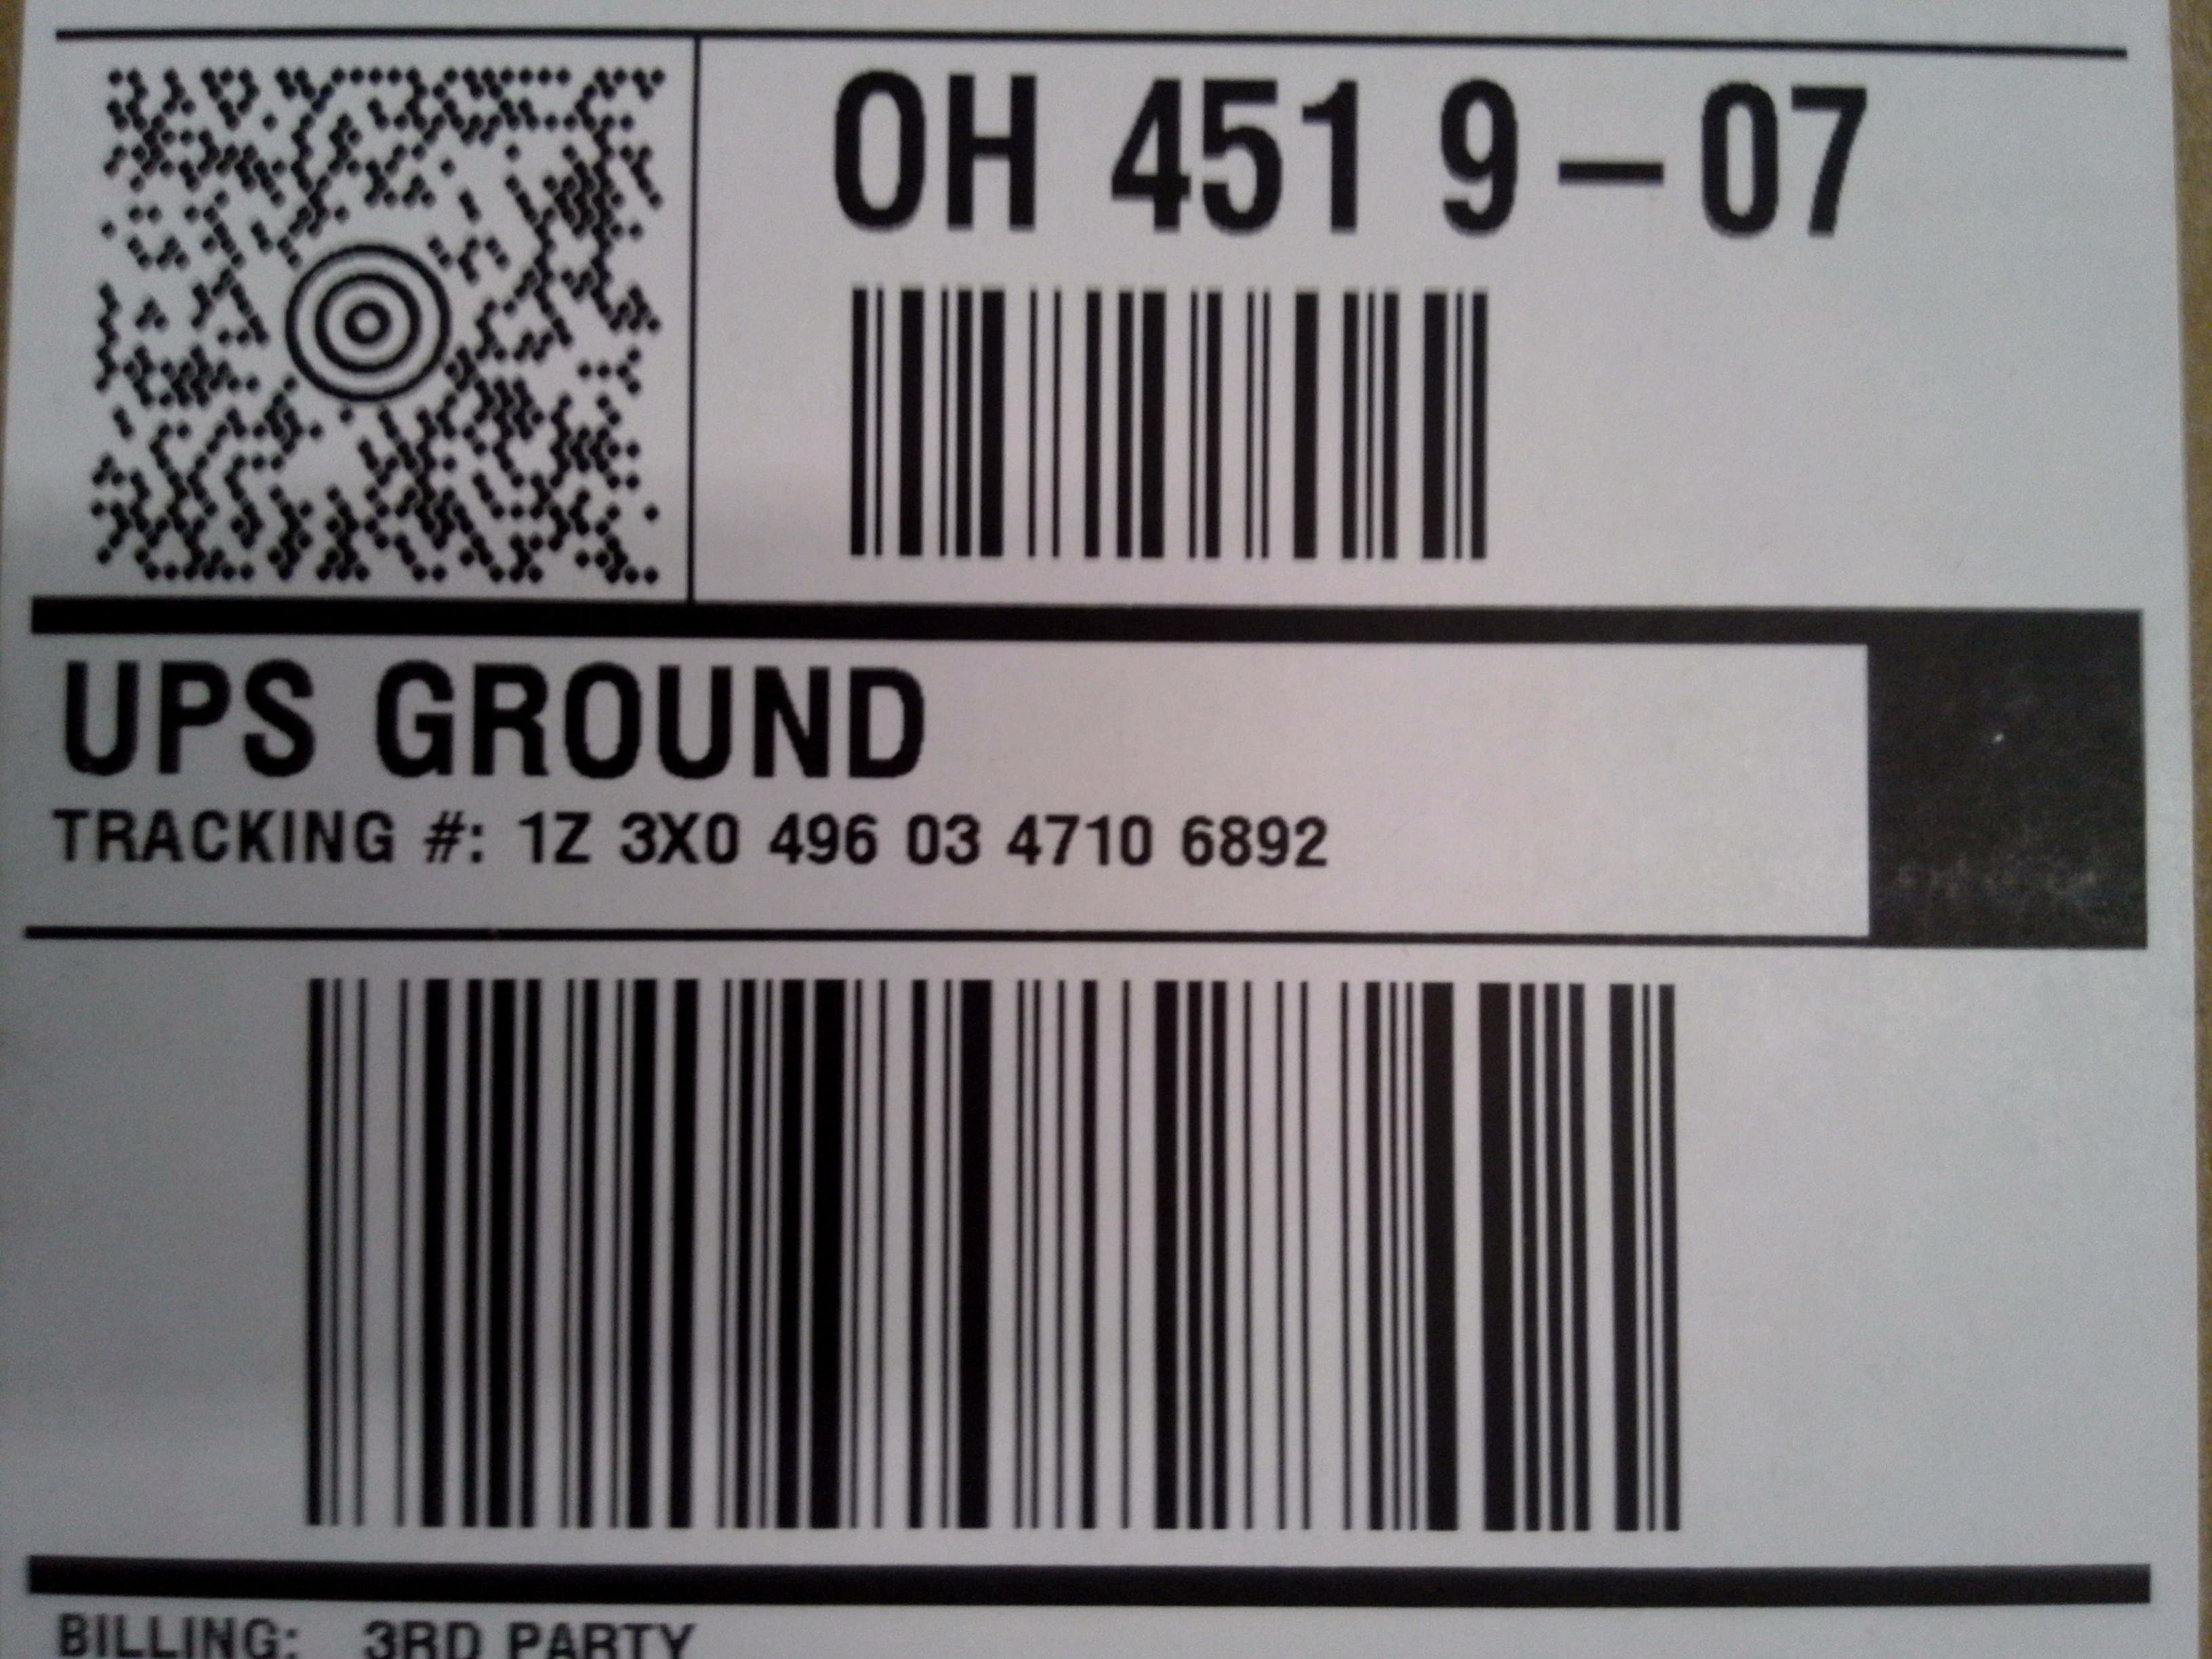 OH 451 9-07
UPS GROUND
TRACKING #: 1Z 3X0 496 03 4710 6892
BILLING: 3RD PARTY